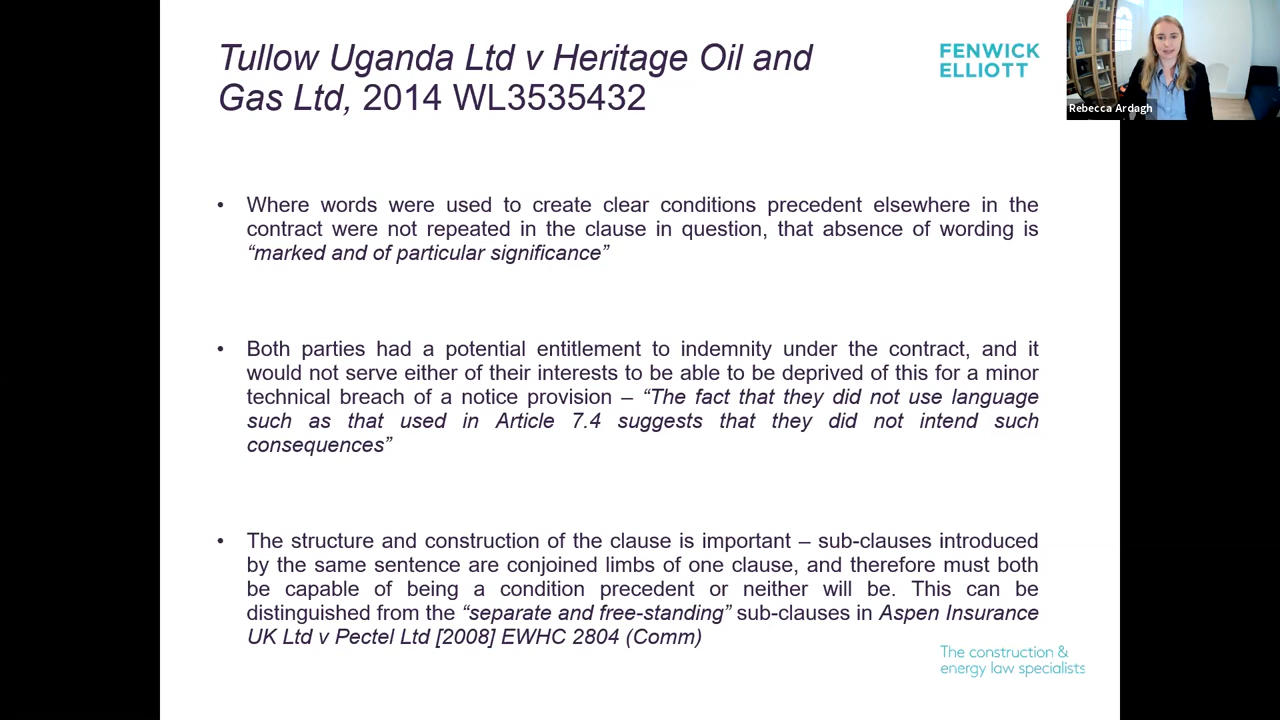 Tullow Uganda Ltd v Heritage Oil and
Gas Ltd, 2014 WL3535432
FENWICK
ELLIOTT
Rebecca Ardagh
• Where words were used to create clear conditions precedent elsewhere in the
contract were not repeated in the clause in question, that absence of wording is
“marked and of particular significance”
• Both parties had a potential entitlement to indemnity under the contract, and it
would not serve either of their interests to be able to be deprived of this for a minor
technical breach of a notice provision – “The fact that they did not use language
such as that used in Article 7.4 suggests that they did not intend such
consequences”
• The structure and construction of the clause is important – sub-clauses introduced
by the same sentence are conjoined limbs of one clause, and therefore must both
be capable of being a condition precedent or neither will be. This can be
distinguished from the “separate and free-standing” sub-clauses in Aspen Insurance
UK Ltd v Pectel Ltd [2008] EWHC 2804 (Comm)
The construction &
energy law specialists